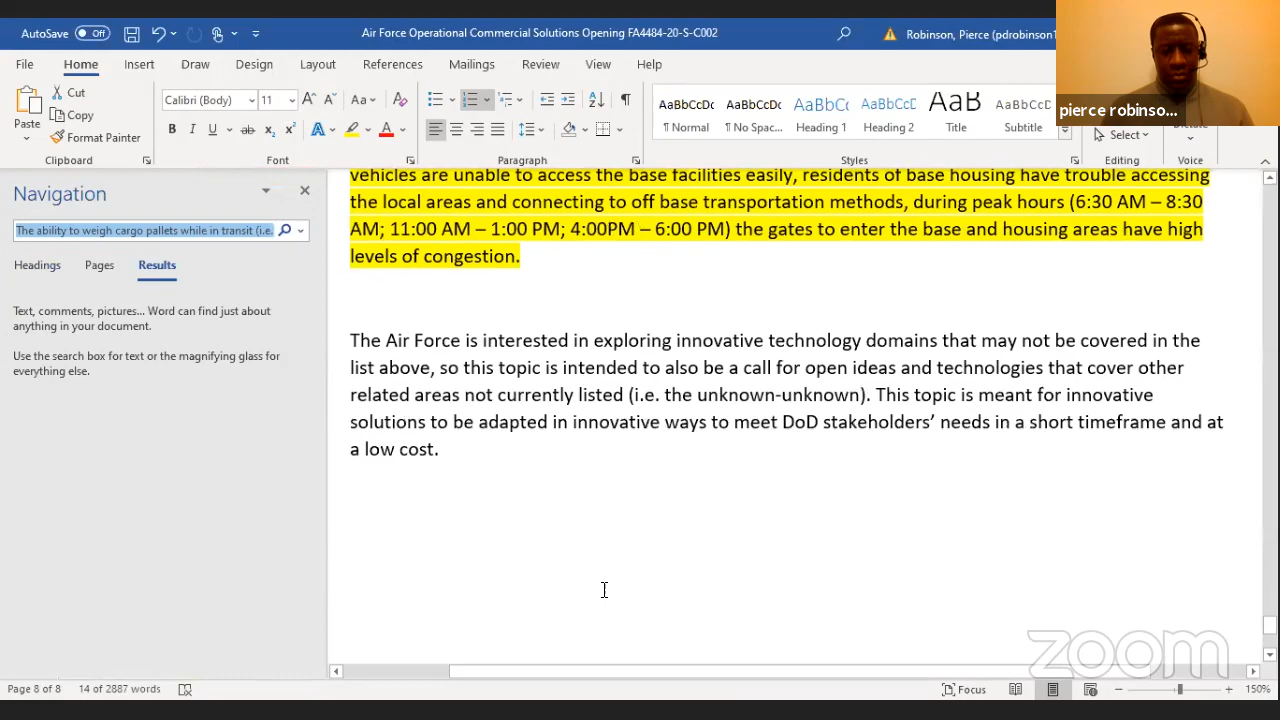 AutoSave Off
Air Force Operational Commercial Solutions Opening FA4484-20-S-C002
Robinson, Pierce (pdrobinson1
File Home Insert Draw Design Layout References Mailings Review View Help
pierce robinso...
Paste
Cut
Copy
Format Painter
Calibri (Body) 11
AaBbCcDc AaBbCcDc AaBbCc AaBbCcD AaB AaBbCcD
¶ Normal ¶ No Spac... Heading 1 Heading 2 Title Subtitle
Select
Clipboard Font Paragraph Styles Editing Voice
Navigation
The ability to weigh cargo pallets while in transit (i.e.
Headings Pages Results
Text, comments, pictures... Word can find just about
anything in your document.
Use the search box for text or the magnifying glass for
everything else.
vehicles are unable to access the base facilities easily, residents of base housing have trouble accessing
the local areas and connecting to off base transportation methods, during peak hours (6:30 AM – 8:30
AM; 11:00 AM – 1:00 PM; 4:00PM – 6:00 PM) the gates to enter the base and housing areas have high
levels of congestion.
The Air Force is interested in exploring innovative technology domains that may not be covered in the
list above, so this topic is intended to also be a call for open ideas and technologies that cover other
related areas not currently listed (i.e. the unknown-unknown). This topic is meant for innovative
solutions to be adapted in innovative ways to meet DoD stakeholders’ needs in a short timeframe and at
a low cost.
zoom
Page 8 of 8 14 of 2887 words
Focus
150%